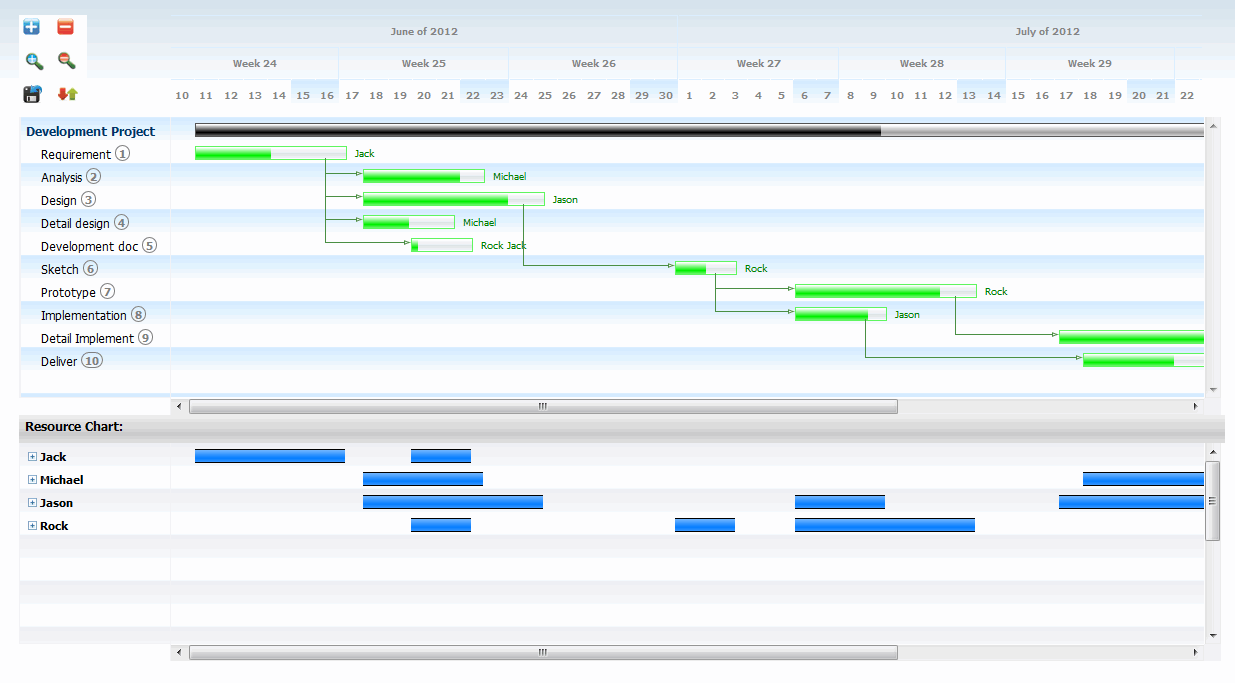 June of 2012 July of 2012
Week 24 Week 25 Week 26 Week 27 Week 28 Week 29
10 11 12 13 14 15 16 17 18 19 20 21 22 23 24 25 26 27 28 29 30 1 2 3 4 5 6 7 8 9 10 11 12 13 14 15 16 17 18 19 20 21 22
Development Project
Requirement 1 Jack
Analysis 2 Michael
Design 3 Jason
Detail design 4 Michael
Development doc 5 Rock Jack
Sketch 6 Rock
Prototype 7 Rock
Implementation 8 Jason
Detail Implement 9
Deliver 10
Resource Chart:
Jack
Michael
Jason
Rock